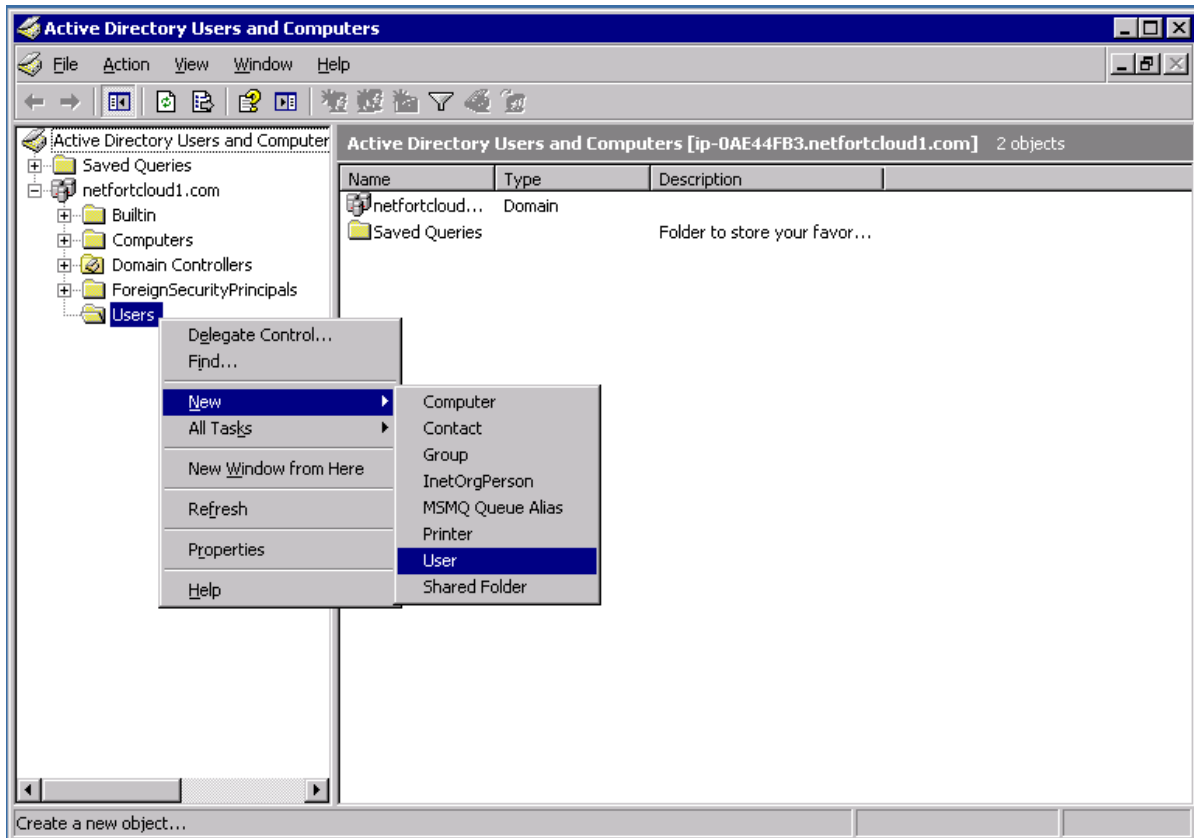 Active Directory Users and Computers
File Action View Window Help
Active Directory Users and Computer
Active Directory Users and Computers [ip-0AE44FB3.netfortcloud1.com] 2 objects
Saved Queries
netfortcloud1.com
Builtin
Computers
Domain Controllers
ForeignSecurityPrincipals
Users
Name Type Description
netfortcloud... Domain
Saved Queries Folder to store your favor...
Delegate Control...
Find...
New
All Tasks
New Window from Here
Refresh
Properties
Help
Computer
Contact
Group
InetOrgPerson
MSMQ Queue Alias
Printer
User
Shared Folder
Create a new object...